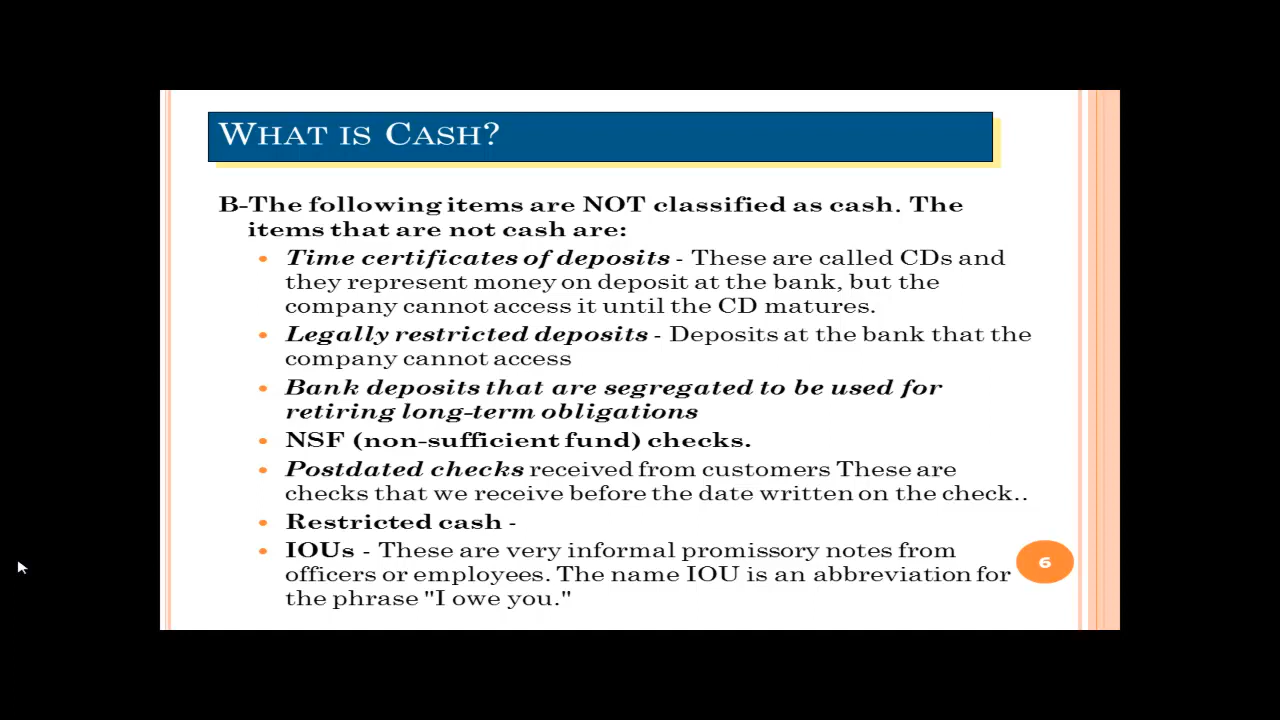 WHAT IS CASH?
B-The following items are NOT classified as cash. The
items that are not cash are:
• Time certificates of deposits - These are called CDs and
they represent money on deposit at the bank, but the
company cannot access it until the CD matures.
• Legally restricted deposits - Deposits at the bank that the
company cannot access
• Bank deposits that are segregated to be used for
retiring long-term obligations
• NSF (non-sufficient fund) checks.
• Postdated checks received from customers These are
checks that we receive before the date written on the check..
• Restricted cash -
• IOUs - These are very informal promissory notes from
officers or employees. The name IOU is an abbreviation for
the phrase "I owe you."
6